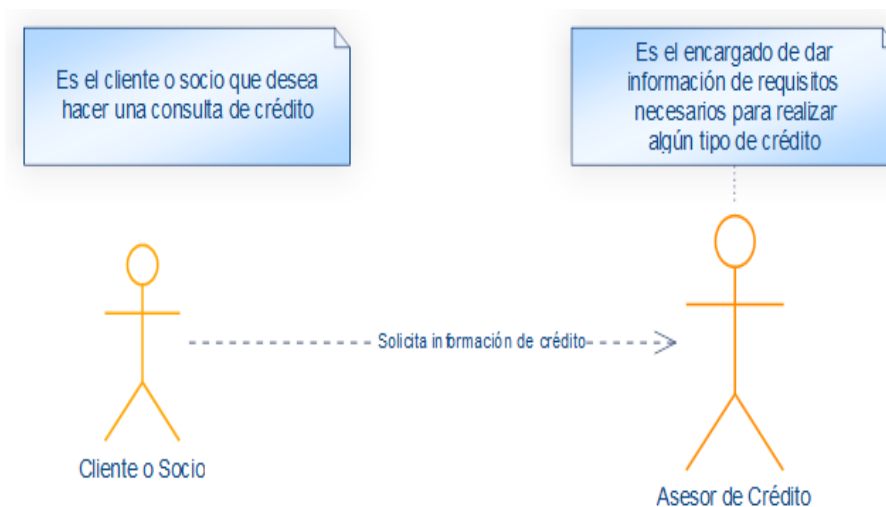 Es el cliente o socio que desea
hacer una consulta de crédito
Es el encargado de dar
información de requisitos
necesarios para realizar
algún tipo de crédito
Solicita información de crédito
Cliente o Socio
Asesor de Crédito